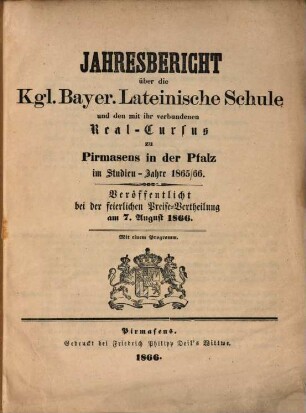 JAHRESBERICHT
über die
Kgl. Bayer. Lateinische Schule
und den mit ihr verbundenen
Real-Cursus
zu
Pirmasens in der Pfalz
im Studien-Jahre 1865/66.
Veröffentlicht
bei der feierlichen Preise-Vertheilung
am 7. August 1866.
Mit einem Programm.
Pirmasens.
Gedruckt bei Friedrich Philipp Deil's Wittwe.
1866.